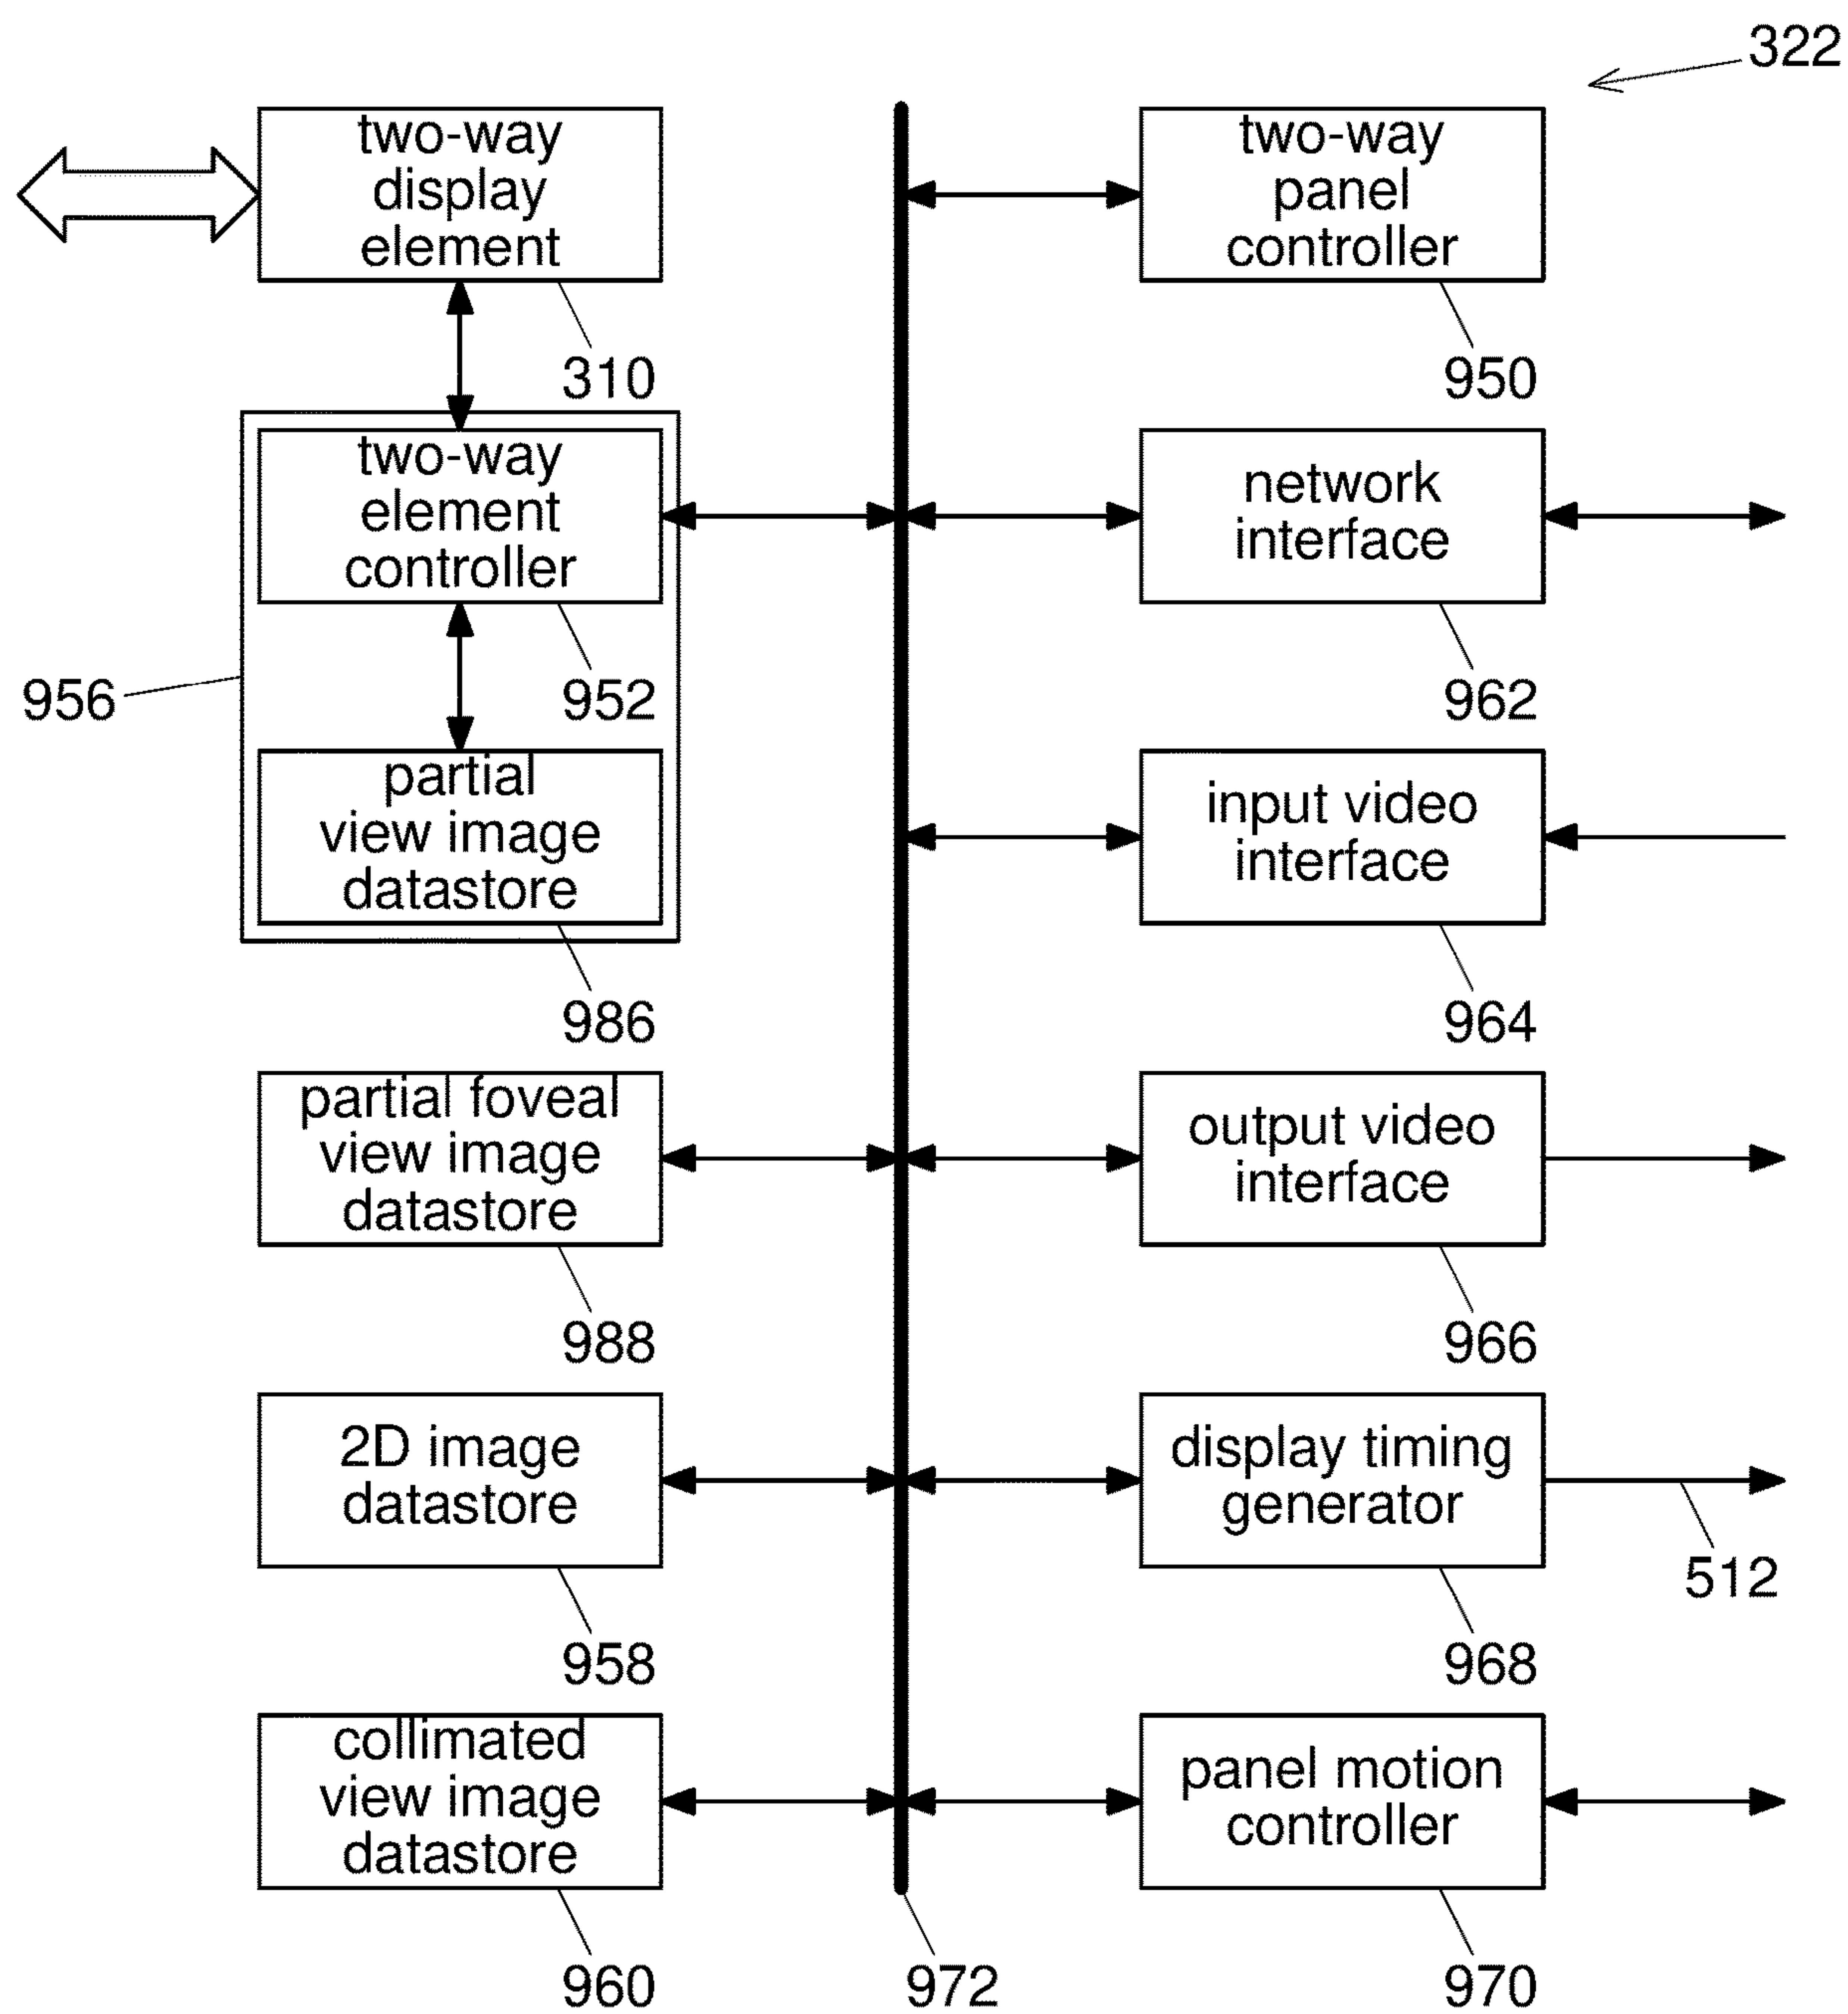 322
two-way
display
element
310
two-way
panel
controller
950
two-way
element
controller
952
network
interface
962
956
partial
view image
datastore
986
input video
interface
964
partial foveal
view image
datastore
988
output video
interface
966
2D image
datastore
958
display timing
generator
968
512
collimated
view image
datastore
960
972
panel motion
controller
970